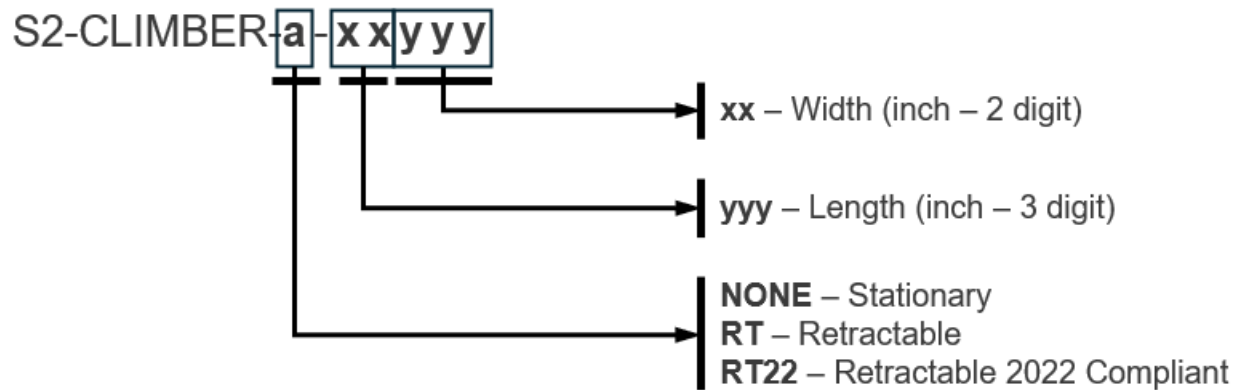 S2-CLIMBER-a-xxyyy
xx – Width (inch – 2 digit)
yyy – Length (inch – 3 digit)
NONE – Stationary
RT – Retractable
RT22 – Retractable 2022 Compliant